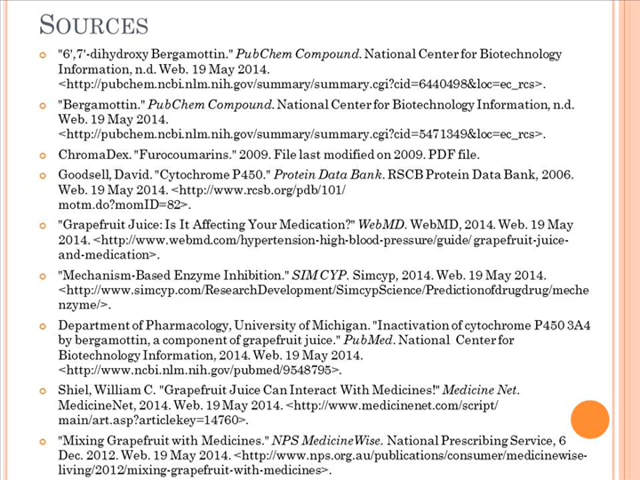 SOURCES
"6',7'-dihydroxy Bergamottin." PubChem Compound. National Center for Biotechnology
Information, n.d. Web. 19 May 2014.
<http://pubchem.ncbi.nlm.nih.gov/summary/summary.cgi?cid=6440498&loc=ec_rcs>.
"Bergamottin." PubChem Compound. National Center for Biotechnology Information, n.d.
Web. 19 May 2014.
<http://pubchem.ncbi.nlm.nih.gov/summary/summary.cgi?cid=5471349&loc=ec_rcs>.
ChromaDex. "Furocoumarins." 2009. File last modified on 2009. PDF file.
Goodsell, David. "Cytochrome P450." Protein Data Bank. RSCB Protein Data Bank, 2006.
Web. 19 May 2014. <http://www.rcsb.org/pdb/101/
motm.do?momID=82>.
"Grapefruit Juice: Is It Affecting Your Medication?" WebMD. WebMD, 2014. Web. 19 May
2014. <http://www.webmd.com/hypertension-high-blood-pressure/guide/ grapefruit-juice-
and-medication>.
"Mechanism-Based Enzyme Inhibition." SIMCYP. Simcyp, 2014. Web. 19 May 2014.
<http://www.simcyp.com/ResearchDevelopment/SimcypScience/Predictionofdrugdrug/meche
nzyme/>.
Department of Pharmacology, University of Michigan. "Inactivation of cytochrome P450 3A4
by bergamottin, a component of grapefruit juice." PubMed. National Center for
Biotechnology Information, 2014. Web. 19 May 2014.
<http://www.ncbi.nlm.nih.gov/pubmed/9548795>.
Shiel, William C. "Grapefruit Juice Can Interact With Medicines!" Medicine Net.
MedicineNet, 2014. Web. 19 May 2014. <http://www.medicinenet.com/script/
main/art.asp?articlekey=14760>.
"Mixing Grapefruit with Medicines." NPS MedicineWise. National Prescribing Service, 6
Dec. 2012. Web. 19 May 2014. <http://www.nps.org.au/publications/consumer/medicinewise-
living/2012/mixing-grapefruit-with-medicines>.